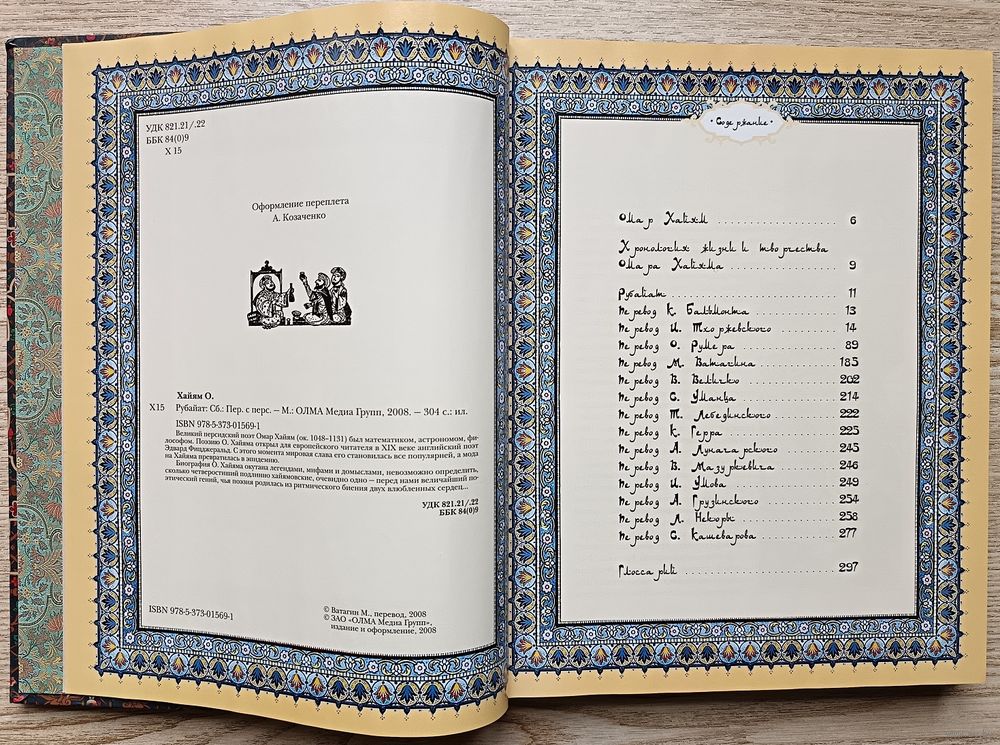 УДК 821.21/.22
ББК 84(0)9
Х 15
Оформление переплета
А. Козаченко
Хайям О.
Х15 Рубайат: Сб.: Пер. с перс. – М.: ОЛМА Медиа Групп, 2008. – 304 с.: ил.
ISBN 978-5-373-01569-1
Великий персидский поэт Омар Хайям (ок. 1048–1131) был математиком, астрономом, фи-
лософом. Поэзию О. Хайяма открыл для европейского читателя в XIX веке английский поэт
Эдвард Фицджеральд. С этого момента мировая слава его становилась все популярней, а мода
на Хайяма превратилась в эпидемию.
Биография О. Хайяма окутана легендами, мифами и домыслами, невозможно определить,
сколько четверостиший подлинно хайямовские, очевидно одно – перед нами величайший по-
этический гений, чья поэзия родилась из ритмического биения двух влюбленных сердец...
УДК 821.21/.22
ББК 84(0)9
ISBN 978-5-373-01569-1
© Ватагин М., перевод, 2008
© ЗАО «ОЛМА Медиа Групп»,
издание и оформление, 2008
Содержание
Омар Хайям 6
Хронология жизни и творчества
Омара Хайяма 9
Рубайат 11
Перевод К. Бальмонта 13
Перевод И. Тхоржевского 14
Перевод О. Румера 89
Перевод М. Ватагина 185
Перевод В. Величко 202
Перевод С. Уманца 214
Перевод Т. Лебединского 222
Перевод К. Герра 225
Перевод А. Луначарского 245
Перевод В. Мазуркевича 246
Перевод И. Умова 249
Перевод А. Грузинского 254
Перевод Л. Некоры 258
Перевод С. Кашеварова 277
Глоссарий 297